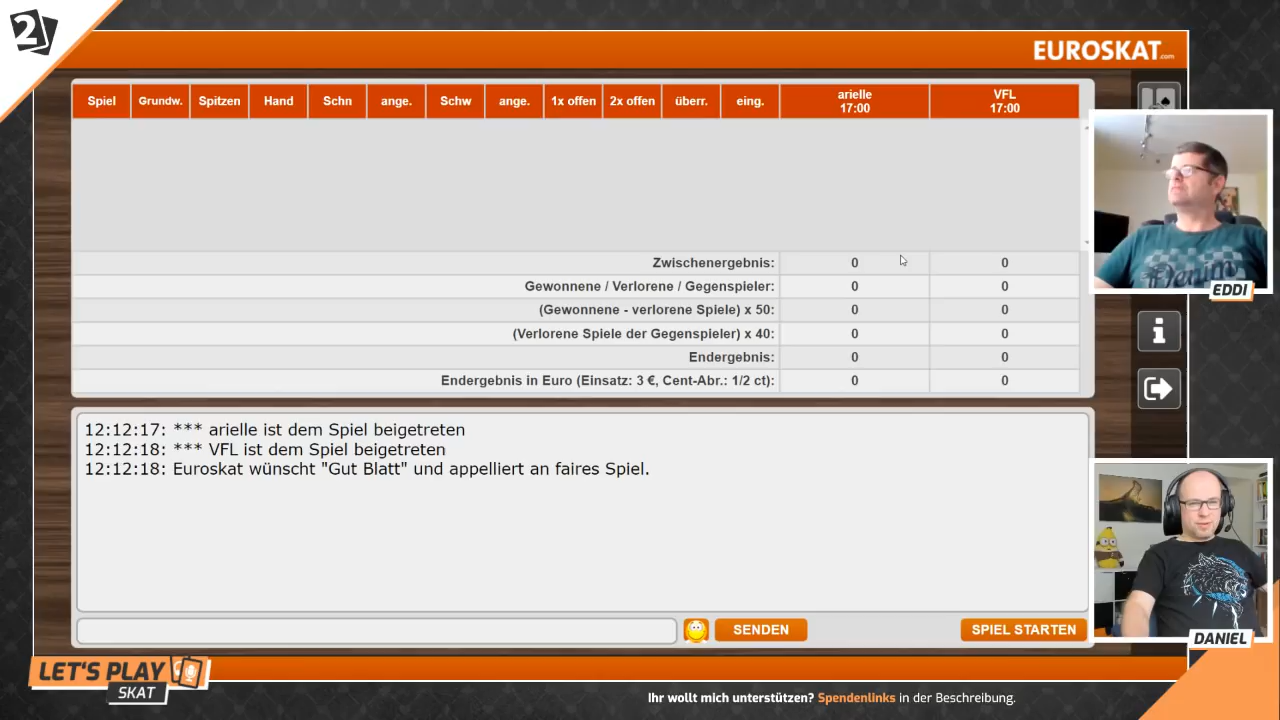 2
EUROSKAT.com
Spiel Grundw. Spitzen Hand Schn ange. Schw ange. 1x offen 2x offen überr. eing. arielle 17:00 VFL 17:00
Zwischenergebnis: 0 0
Gewonnene / Verlorene / Gegenspieler: 0 0
(Gewonnene - verlorene Spiele) x 50: 0 0
(Verlorene Spiele der Gegenspieler) x 40: 0 0
Endergebnis: 0 0
Endergebnis in Euro (Einsatz: 3 €, Cent-Abr.: 1/2 ct): 0 0
EDDI
12:12:17: *** arielle ist dem Spiel beigetreten
12:12:18: *** VFL ist dem Spiel beigetreten
12:12:18: Euroskat wünscht "Gut Blatt" und appelliert an faires Spiel.
SENDEN
SPIEL STARTEN
DANIEL
LET'S PLAY
SKAT
Ihr wollt mich unterstützen? Spendenlinks in der Beschreibung.